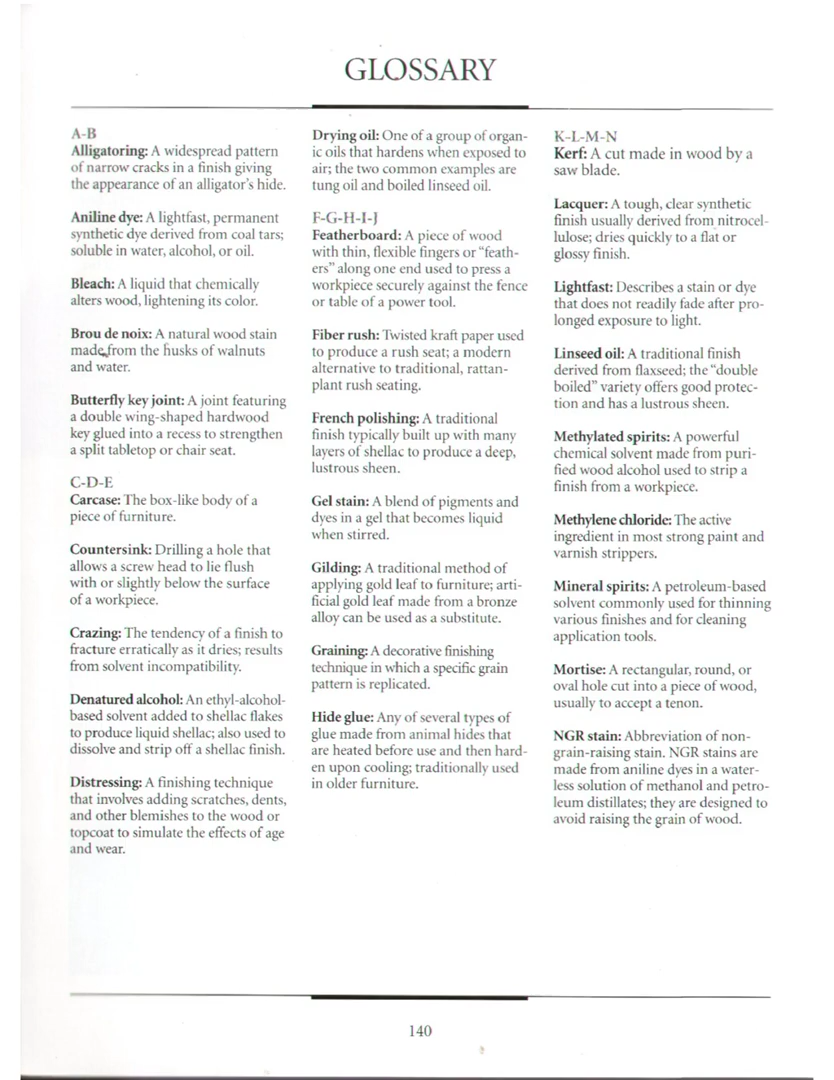 GLOSSARY
A-B
Alligatoring: A widespread pattern
of narrow cracks in a finish giving
the appearance of an alligator's hide.
Aniline dye: A lightfast, permanent
synthetic dye derived from coal tars;
soluble in water, alcohol, or oil.
Bleach: A liquid that chemically
alters wood, lightening its color.
Brou de noix: A natural wood stain
made from the husks of walnuts
and water.
Butterfly key joint: A joint featuring
a double wing-shaped hardwood
key glued into a recess to strengthen
a split tabletop or chair seat.
C-D-E
Carcase: The box-like body of a
piece of furniture.
Countersink: Drilling a hole that
allows a screw head to lie flush
with or slightly below the surface
of a workpiece.
Crazing: The tendency of a finish to
fracture erratically as it dries; results
from solvent incompatibility.
Denatured alcohol: An ethyl-alcohol-
based solvent added to shellac flakes
to produce liquid shellac; also used to
dissolve and strip off a shellac finish.
Distressing: A finishing technique
that involves adding scratches, dents,
and other blemishes to the wood or
topcoat to simulate the effects of age
and wear.
Drying oil: One of a group of organ-
ic oils that hardens when exposed to
air; the two common examples are
tung oil and boiled linseed oil.
F-G-H-I-J
Featherboard: A piece of wood
with thin, flexible fingers or "feath-
ers" along one end used to press a
workpiece securely against the fence
or table of a power tool.
Fiber rush: Twisted kraft paper used
to produce a rush seat; a modern
alternative to traditional, rattan-
plant rush seating.
French polishing: A traditional
finish typically built up with many
layers of shellac to produce a deep,
lustrous sheen.
Gel stain: A blend of pigments and
dyes in a gel that becomes liquid
when stirred.
Gilding: A traditional method of
applying gold leaf to furniture; arti-
ficial gold leaf made from a bronze
alloy can be used as a substitute.
Graining: A decorative finishing
technique in which a specific grain
pattern is replicated.
Hide glue: Any of several types of
glue made from animal hides that
are heated before use and then hard-
en upon cooling; traditionally used
in older furniture.
K-L-M-N
Kerf: A cut made in wood by a
saw blade.
Lacquer: A tough, clear synthetic
finish usually derived from nitrocel-
lulose; dries quickly to a flat or
glossy finish.
Lightfast: Describes a stain or dye
that does not readily fade after pro-
longed exposure to light.
Linseed oil: A traditional finish
derived from flaxseed; the "double
boiled" variety offers good protec-
tion and has a lustrous sheen.
Methylated spirits: A powerful
chemical solvent made from puri-
fied wood alcohol used to strip a
finish from a workpiece.
Methylene chloride: The active
ingredient in most strong paint and
varnish strippers.
Mineral spirits: A petroleum-based
solvent commonly used for thinning
various finishes and for cleaning
application tools.
Mortise: A rectangular, round, or
oval hole cut into a piece of wood,
usually to accept a tenon.
NGR stain: Abbreviation of non-
grain-raising stain. NGR stains are
made from aniline dyes in a water-
less solution of methanol and petro-
leum distillates; they are designed to
avoid raising the grain of wood.
140